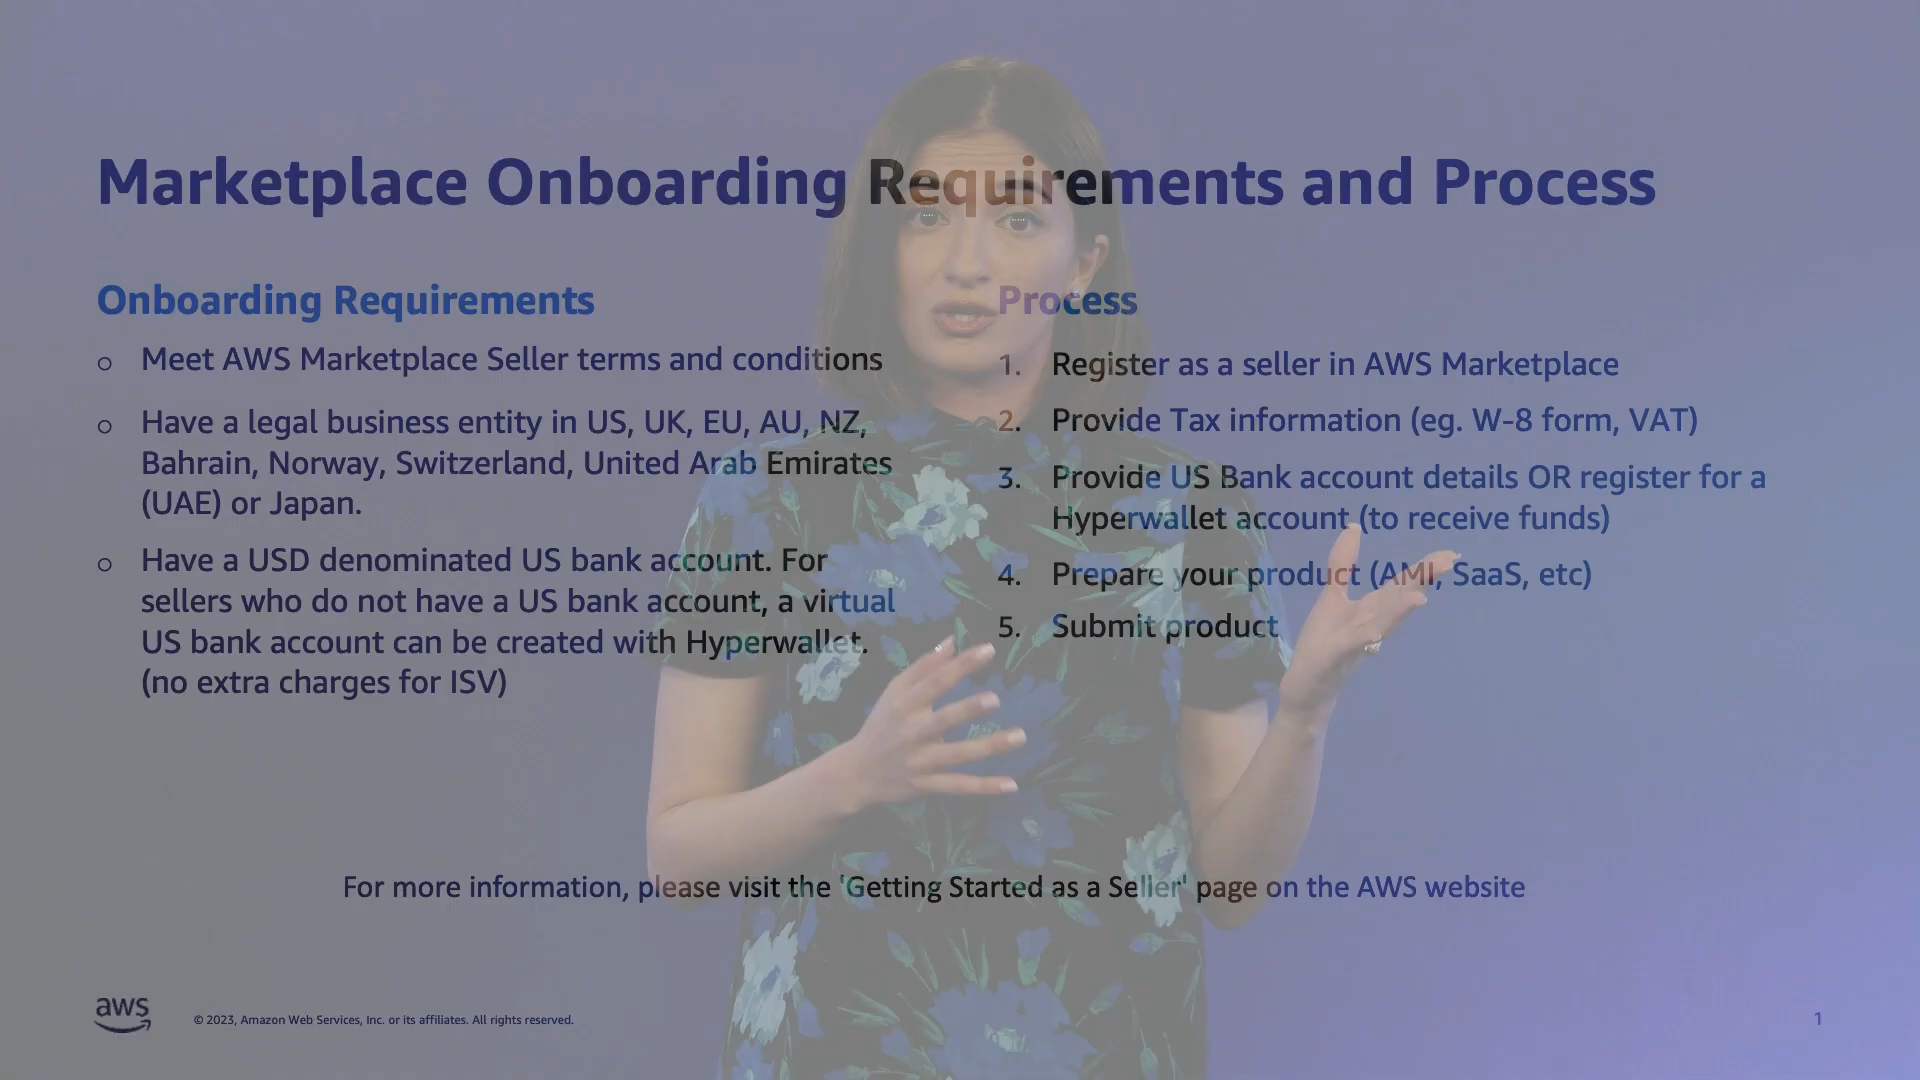 Marketplace Onboarding Requirements and Process
Onboarding Requirements
o Meet AWS Marketplace Seller terms and conditions
o Have a legal business entity in US, UK, EU, AU, NZ,
Bahrain, Norway, Switzerland, United Arab Emirates
(UAE) or Japan.
o Have a USD denominated US bank account. For
sellers who do not have a US bank account, a virtual
US bank account can be created with Hyperwallet.
(no extra charges for ISV)
Process
1. Register as a seller in AWS Marketplace
2. Provide Tax information (eg. W-8 form, VAT)
3. Provide US Bank account details OR register for a
Hyperwallet account (to receive funds)
4. Prepare your product (AMI, SaaS, etc)
5. Submit product
For more information, please visit the 'Getting Started as a Seller' page on the AWS website
aws
© 2023, Amazon Web Services, Inc. or its affiliates. All rights reserved.
1